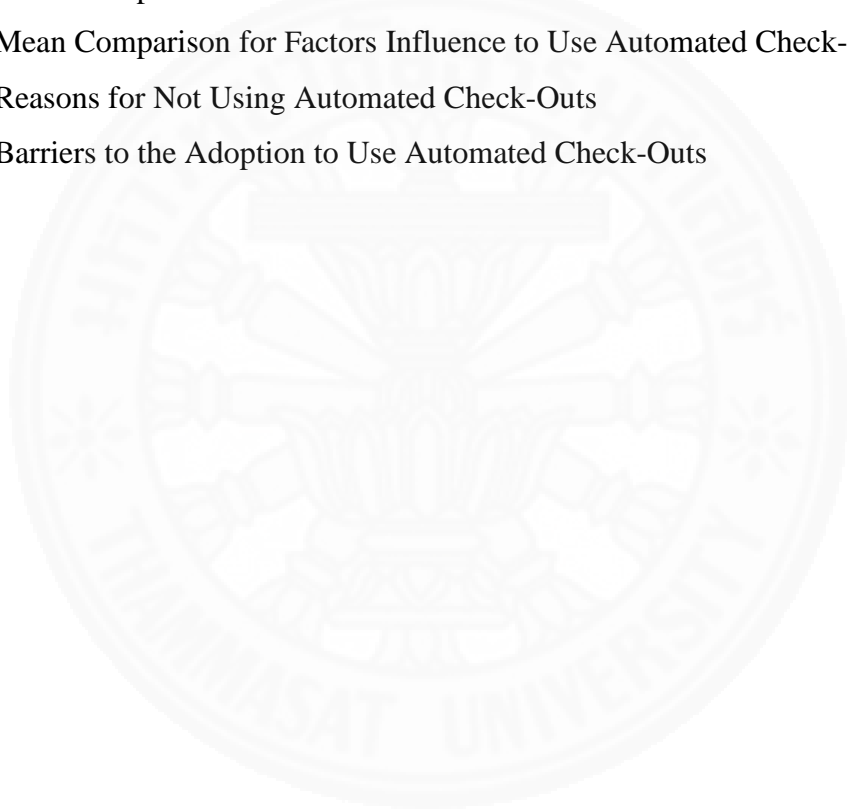 Mean Comparison for Factors Influence to Use Automated Check-
Reasons for Not Using Automated Check-Outs
Barriers to the Adoption to Use Automated Check-Outs
THAMMASAT UNIVERSITY